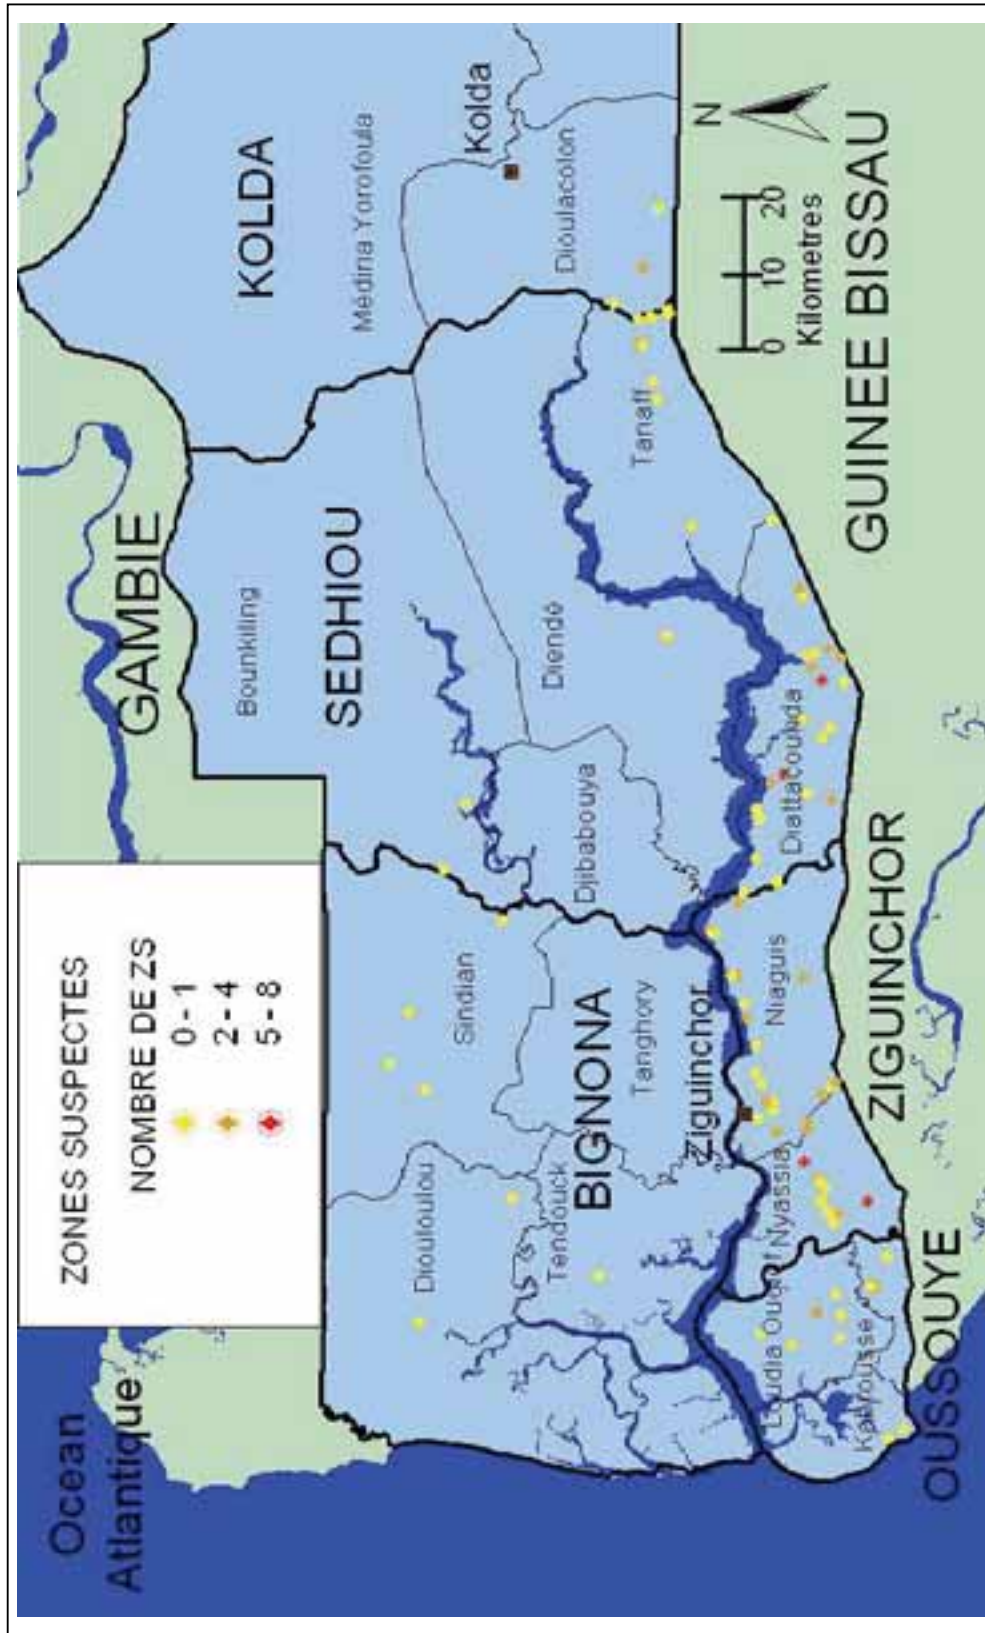 Ocean
Atlantique
ZONES SUSPECTES
NOMBRE DE ZS
0 - 1
2 - 4
5 - 8
GAMBIE
KOLDA
Bounkiling
SEDHIOU
Médina Yorofoula
Kolda
Dioulacolon
Diouloulou
Sindian
Tendouck
BIGNONA
Tanghory
Djibabouya
Diendé
Tanaff
Ziguinchor
Niaguis
Nyassia
Loudia Ouolof
Kabrousse
Diattacounda
OUSSOUYE
ZIGUINCHOR
GUINEE BISSAU
N
0 10 20
Kilometres